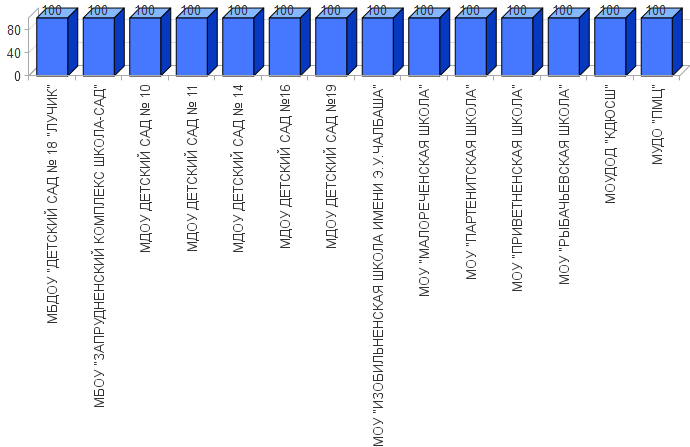 100 100 100 100 100 100 100 100 100 100 100 100 100 100
80
40
0
МБДОУ "ДЕТСКИЙ САД № 18 "ЛУЧИК"
МБОУ "ЗАПРУДНЕНСКИЙ КОМПЛЕКС ШКОЛА-САД"
МДОУ ДЕТСКИЙ САД № 10
МДОУ ДЕТСКИЙ САД № 11
МДОУ ДЕТСКИЙ САД № 14
МДОУ ДЕТСКИЙ САД №16
МДОУ ДЕТСКИЙ САД №19
МОУ "ИЗОБИЛЬНЕНСКАЯ ШКОЛА ИМЕНИ Э.У.ЧАЛБАША"
МОУ "МАЛОРЕЧЕНСКАЯ ШКОЛА"
МОУ "ПАРТЕНИТСКАЯ ШКОЛА"
МОУ "ПРИВЕТНЕНСКАЯ ШКОЛА"
МОУ "РЫБАЧЬЕВСКАЯ ШКОЛА"
МОУДОД "КДЮСШ"
МУДО "ПМЦ"